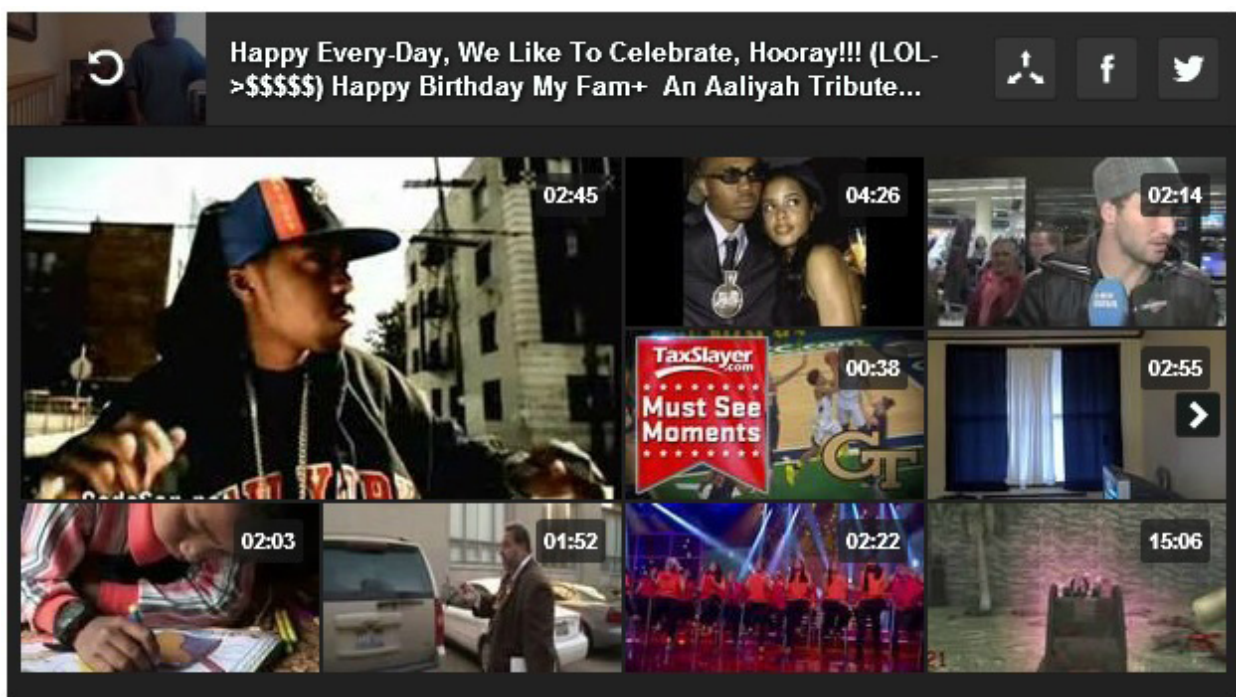 Happy Every-Day, We Like To Celebrate, Hooray!!! (LOL-
>$$$$$) Happy Birthday My Fam+ An Aaliyah Tribute...
f
02:45
04:26
02:14
TaxSlayer
.com
Must See
Moments
00:38
GT
02:55
02:03
01:52
02:22
15:06
21